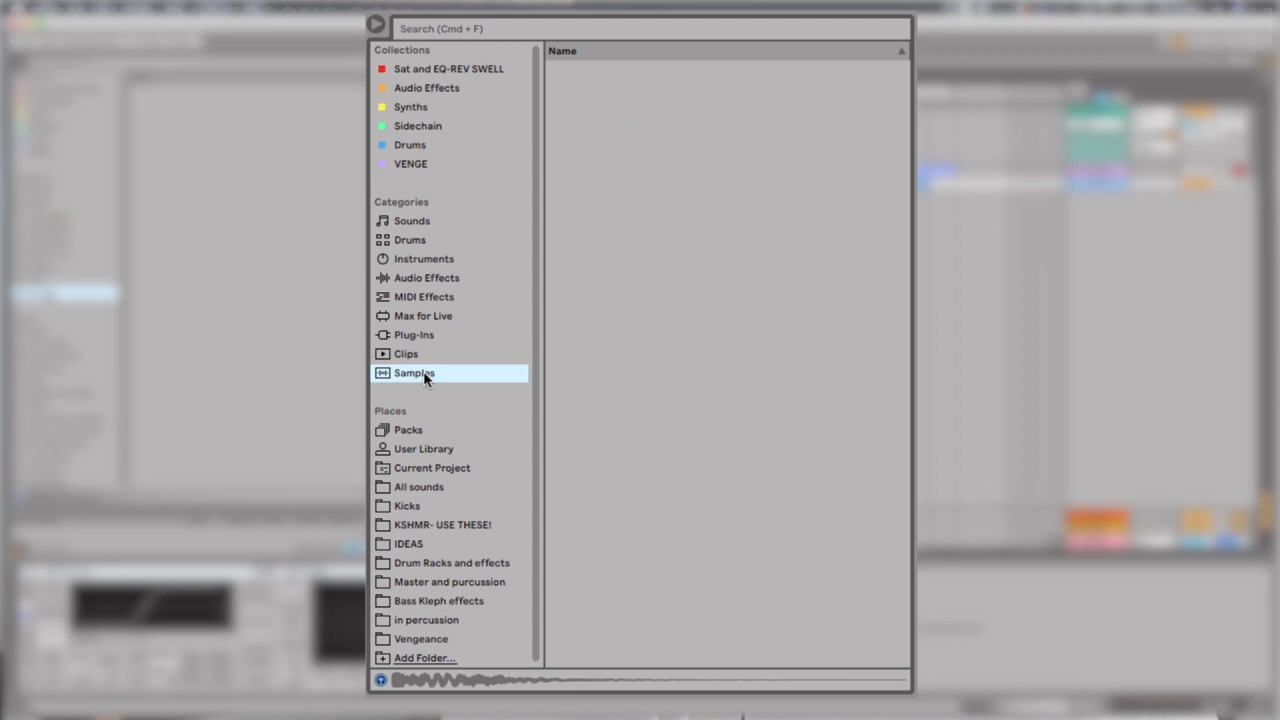 Search (Cmd + F)
Collections
Sat and EQ-REV SWELL
Audio Effects
Synths
Sidechain
Drums
VENGE
Categories
Sounds
Drums
Instruments
Audio Effects
MIDI Effects
Max for Live
Plug-Ins
Clips
Samples
Places
Packs
User Library
Current Project
All sounds
Kicks
KSHMR- USE THESE!
IDEAS
Drum Racks and effects
Master and purcussion
Bass Kleph effects
in percussion
Vengeance
Add Folder...
Name